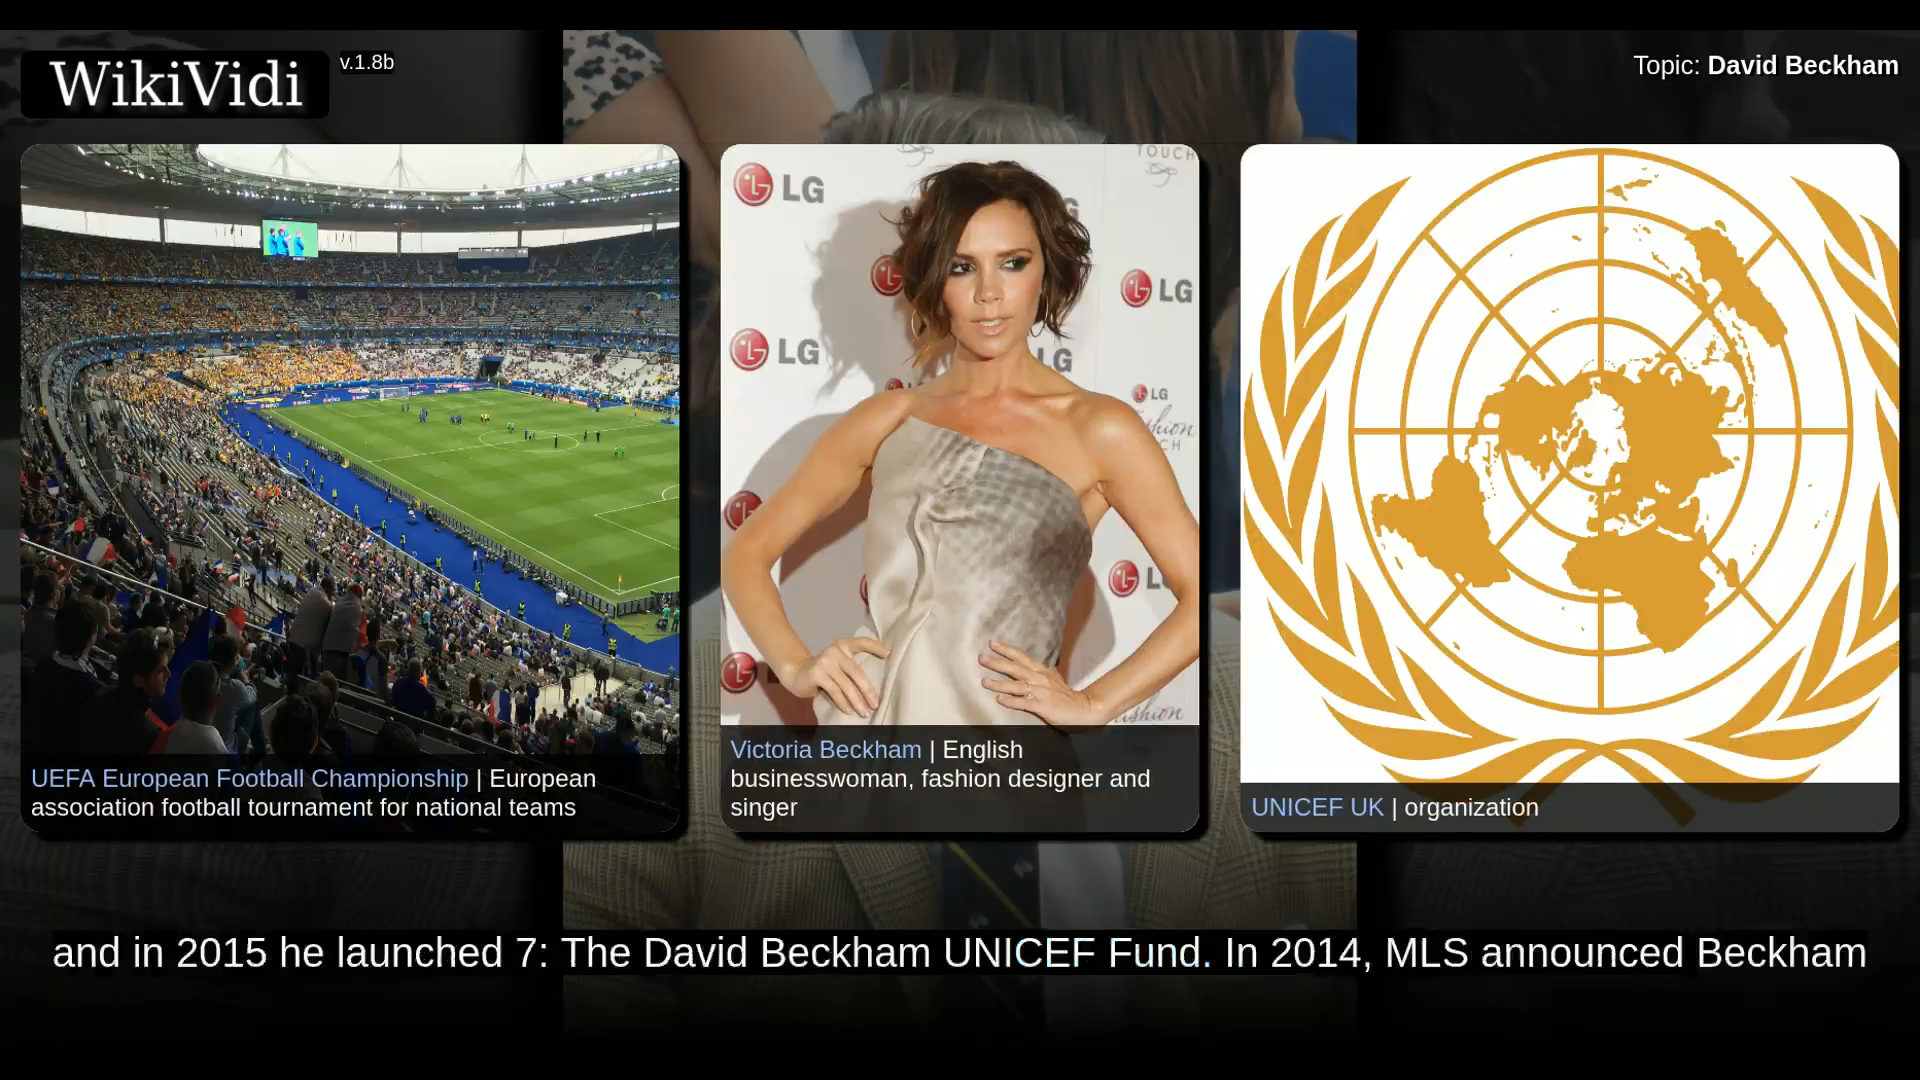 WikiVidi
v.1.8b
Topic: David Beckham
TOUCH
LG
LG
LG
LG
LG
LG
fashion
UEFA European Football Championship | European
association football tournament for national teams
Victoria Beckham | English
businesswoman, fashion designer and
singer
UNICEF UK | organization
and in 2015 he launched 7: The David Beckham UNICEF Fund. In 2014, MLS announced Beckham